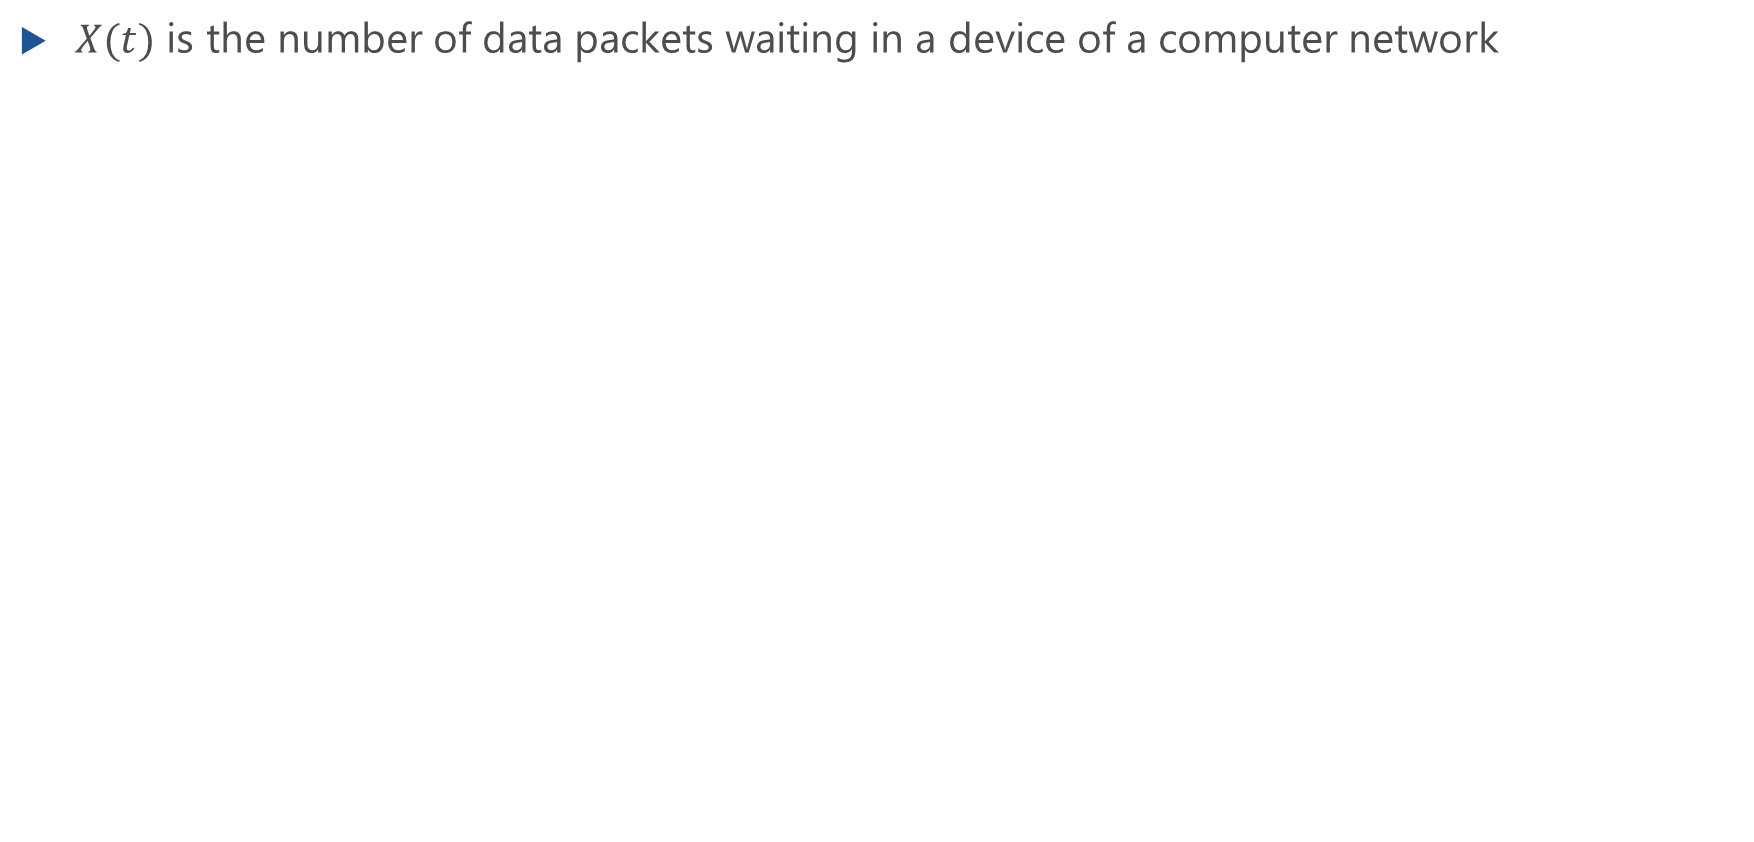 ▶ X(t) is the number of data packets waiting in a device of a computer network